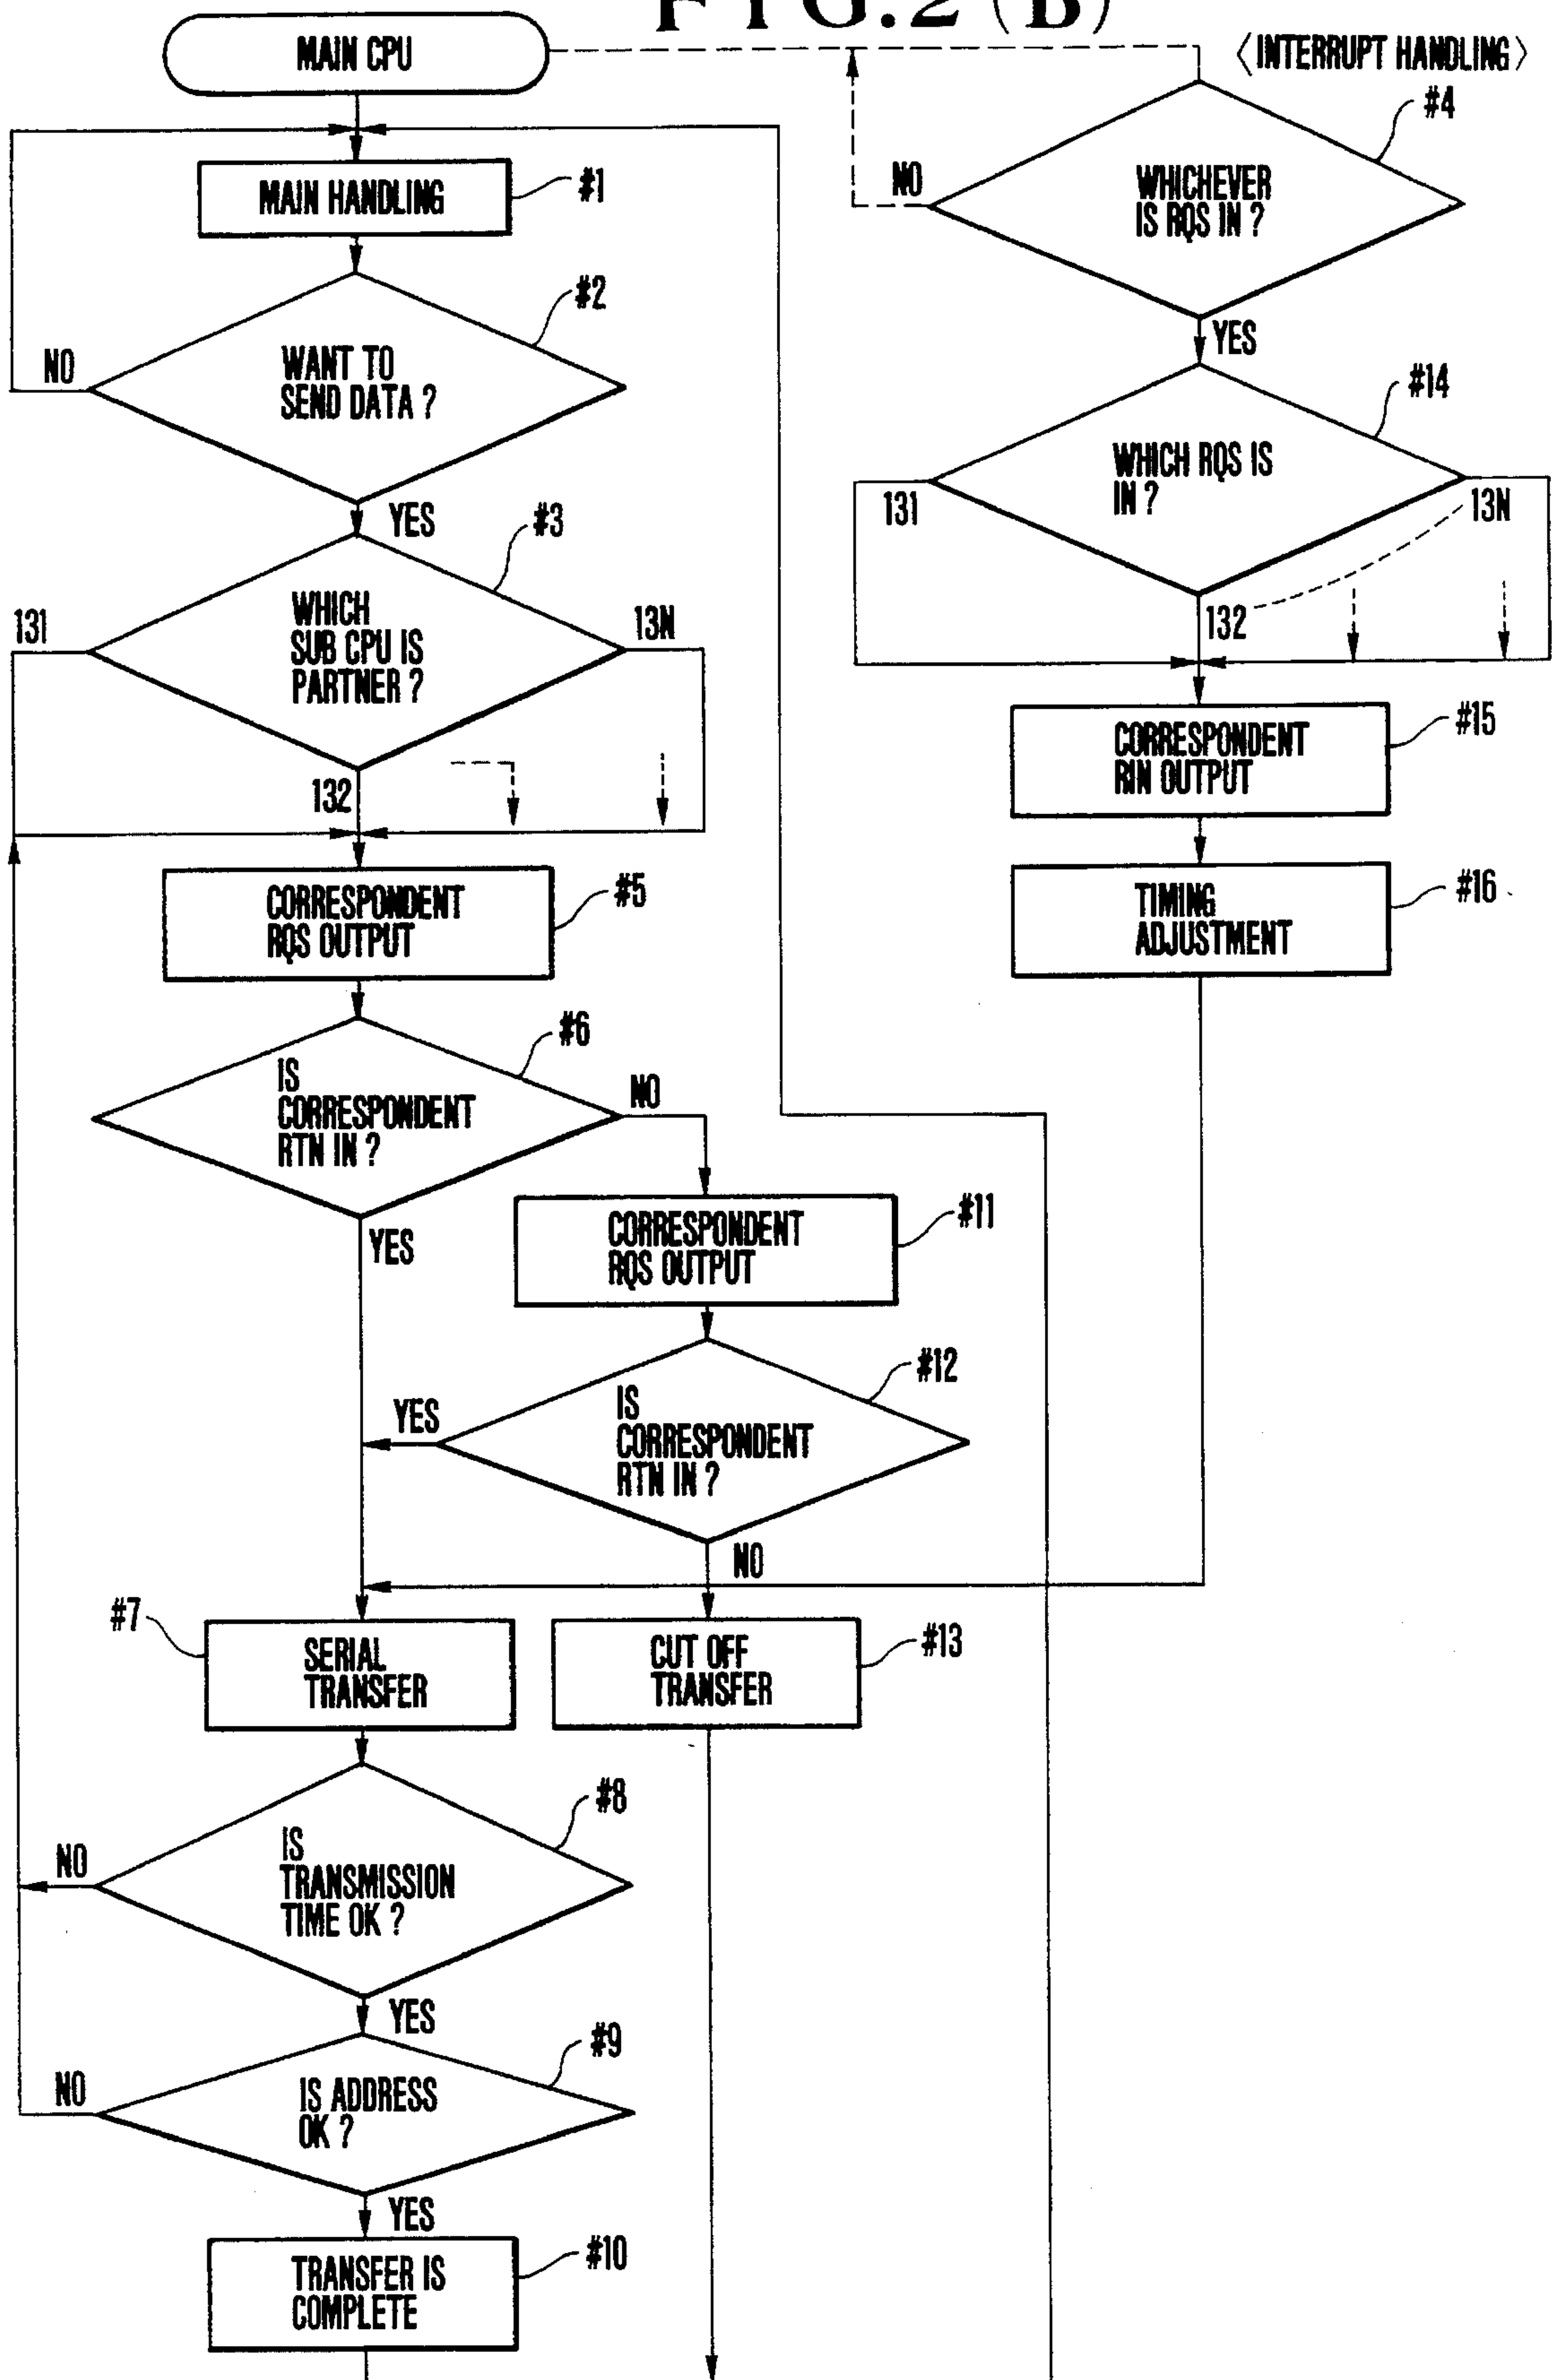 FIG.2(B)
MAIN CPU
〈INTERRUPT HANDLING〉
#4
WHICHEVER
IS RQS IN ?
NO
YES
MAIN HANDLING
#1
#2
WANT TO
SEND DATA ?
NO
YES
#14
WHICH RQS IS
IN ?
131
13N
132
#3
WHICH
SUB CPU IS
PARTNER ?
131
13N
132
#15
CORRESPONDENT
RIN OUTPUT
#16
TIMING
ADJUSTMENT
CORRESPONDENT
RQS OUTPUT
#5
#6
IS
CORRESPONDENT
RTN IN ?
NO
YES
CORRESPONDENT
RQS OUTPUT
#11
#12
IS
CORRESPONDENT
RTN IN ?
YES
NO
#7
SERIAL
TRANSFER
CUT OFF
TRANSFER
#13
#8
IS
TRANSMISSION
TIME OK ?
NO
YES
#9
IS ADDRESS
OK ?
NO
YES
TRANSFER IS
COMPLETE
#10